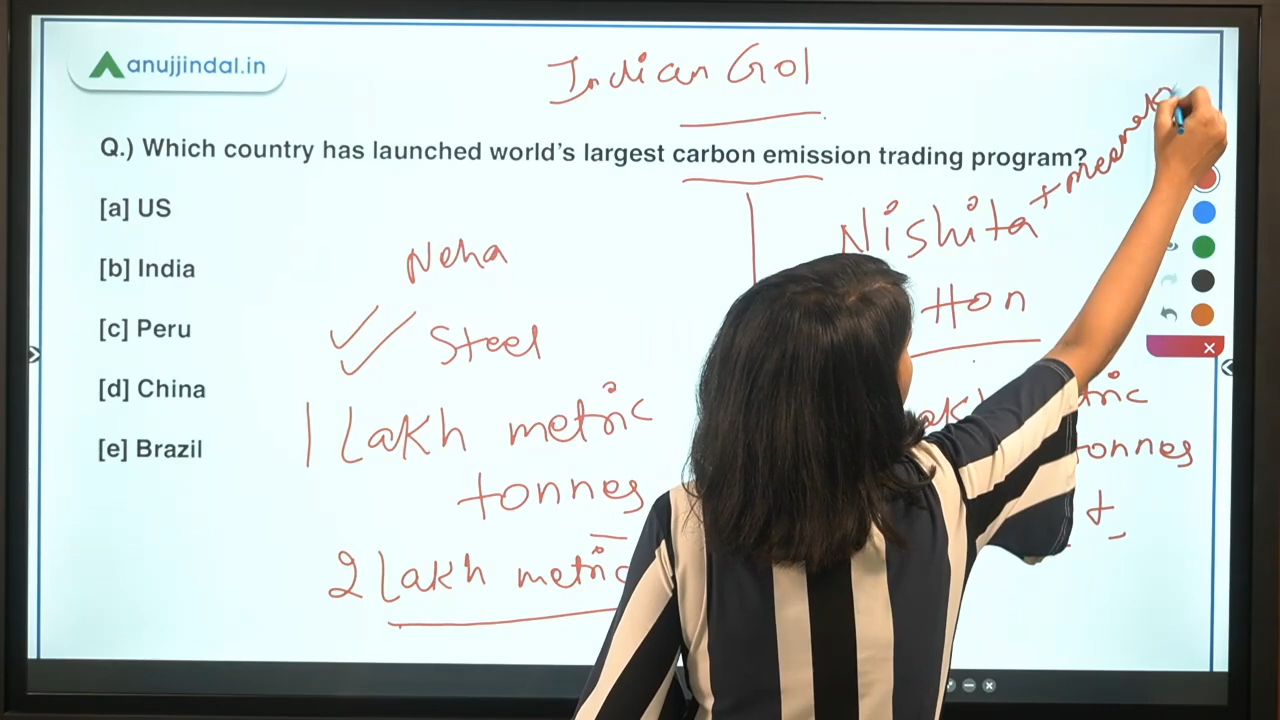 anujjindal.in
Indian GoI
Q.) Which country has launched world's largest carbon emission trading program?
[a] US
[b] India
[c] Peru
[d] China
[e] Brazil
Neha
Steel
1 Lakh metric
tonnes
2 Lakh metric
Nishita +
tonnes